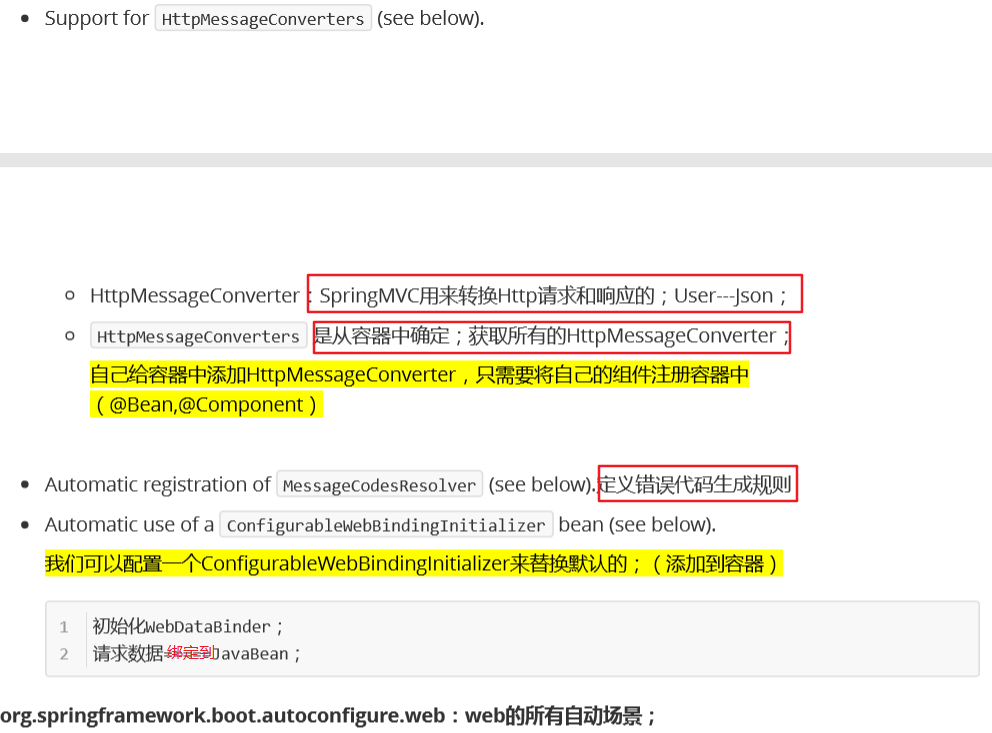 Support for HttpMessageConverters (see below).
HttpMessageConverter：SpringMVC用来转换Http请求和响应的；User---Json；
HttpMessageConverters 是从容器中确定；获取所有的HttpMessageConverter；
自己给容器中添加HttpMessageConverter，只需要将自己的组件注册容器中
（@Bean,@Component）
Automatic registration of MessageCodesResolver (see below).定义错误代码生成规则
Automatic use of a ConfigurableWebBindingInitializer bean (see below).
我们可以配置一个ConfigurableWebBindingInitializer来替换默认的；（添加到容器）
1 初始化WebDataBinder；
2 请求数据绑定到JavaBean；
org.springframework.boot.autoconfigure.web：web的所有自动场景；